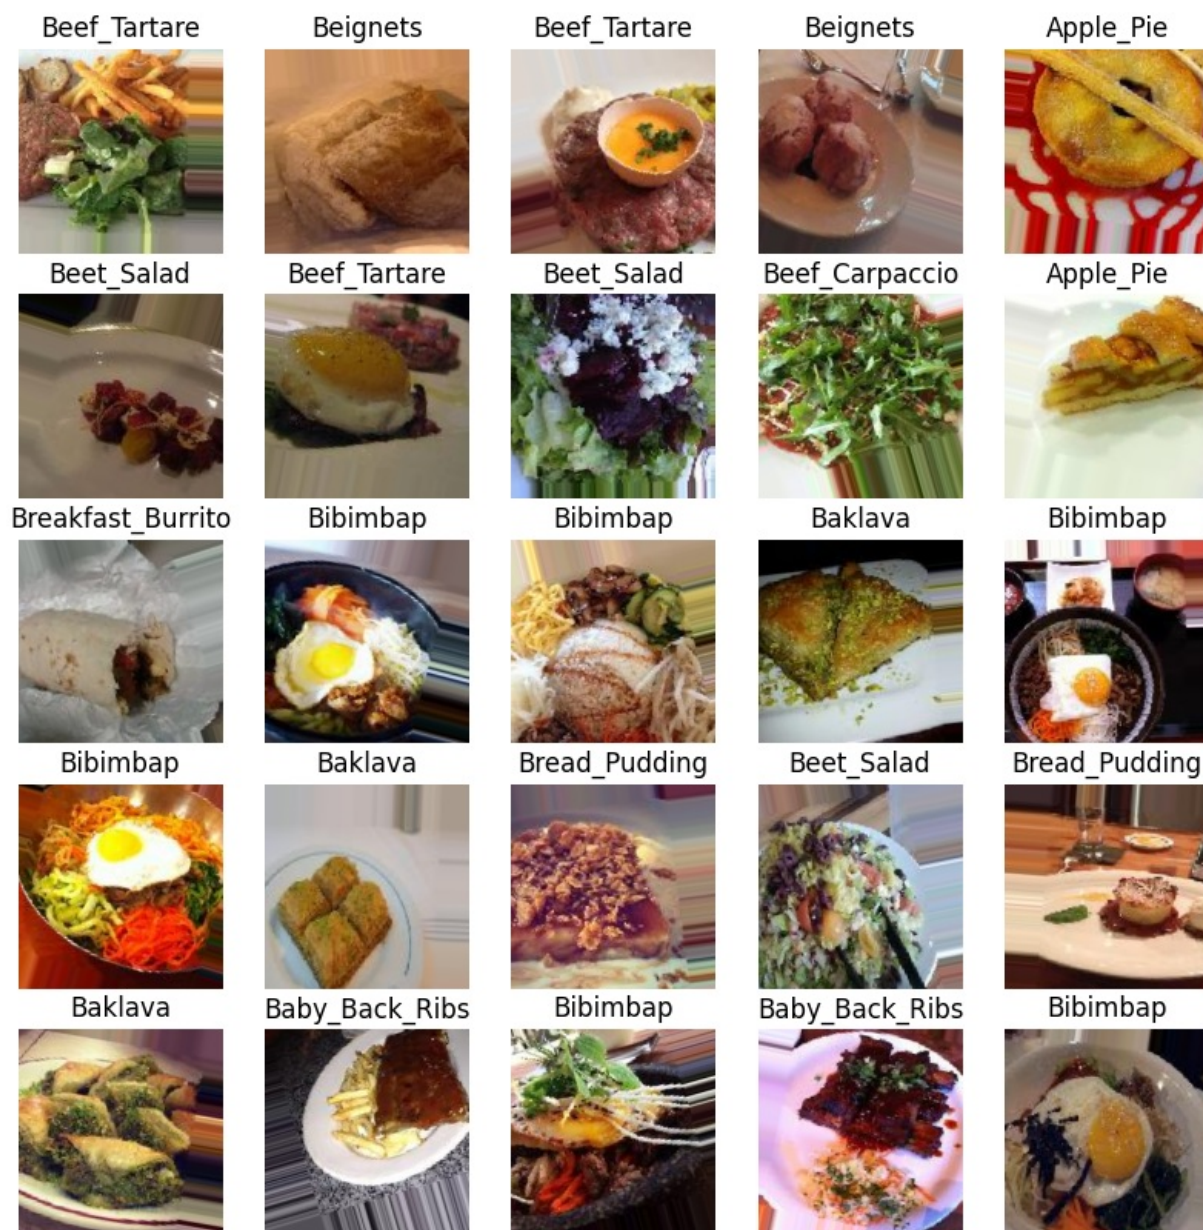 Beef_Tartare Beignets Beef_Tartare Beignets Apple_Pie
Beet_Salad Beef_Tartare Beet_Salad Beef_Carpaccio Apple_Pie
Breakfast_Burrito Bibimbap Bibimbap Baklava Bibimbap
Bibimbap Baklava Bread_Pudding Beet_Salad Bread_Pudding
Baklava Baby_Back_Ribs Bibimbap Baby_Back_Ribs Bibimbap